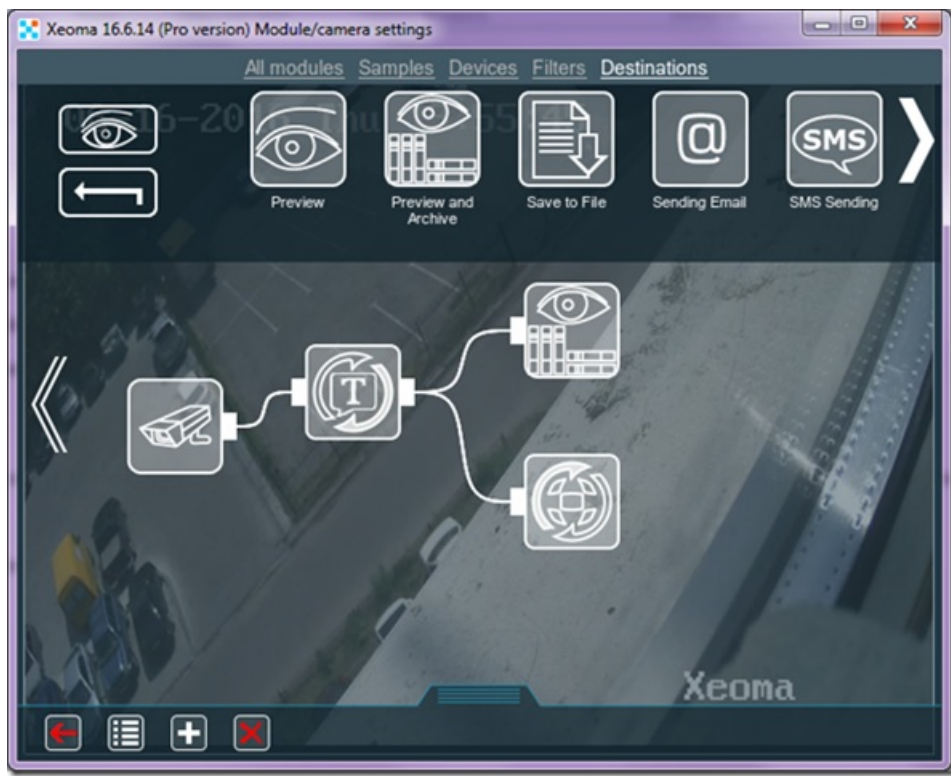 Xeoma 16.6.14 (Pro version) Module/camera settings
All modules Samples Devices Filters Destinations
SMS
Preview
Preview and Archive
Save to File
Sending Email
SMS Sending
T
Xeoma